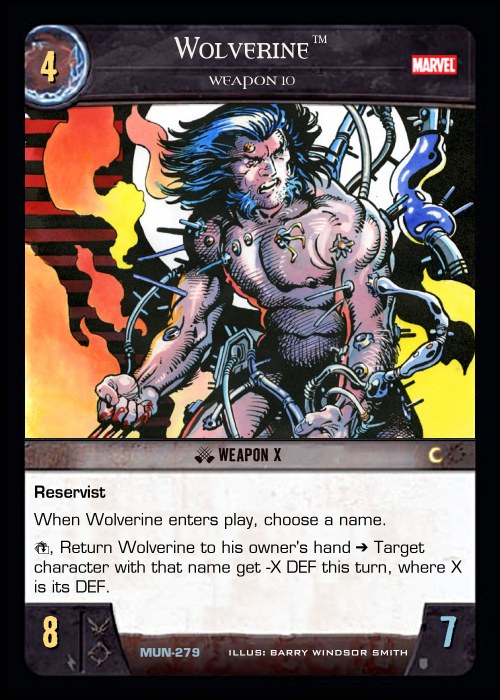 4
WOLVERINE™
WEAPON 10
MARVEL
WEAPON X
Reservist
When Wolverine enters play, choose a name.
, Return Wolverine to his owner's hand ➔ Target
character with that name get -X DEF this turn, where X
is its DEF.
8
MUN-279
ILLUS: BARRY WINDSOR SMITH
7